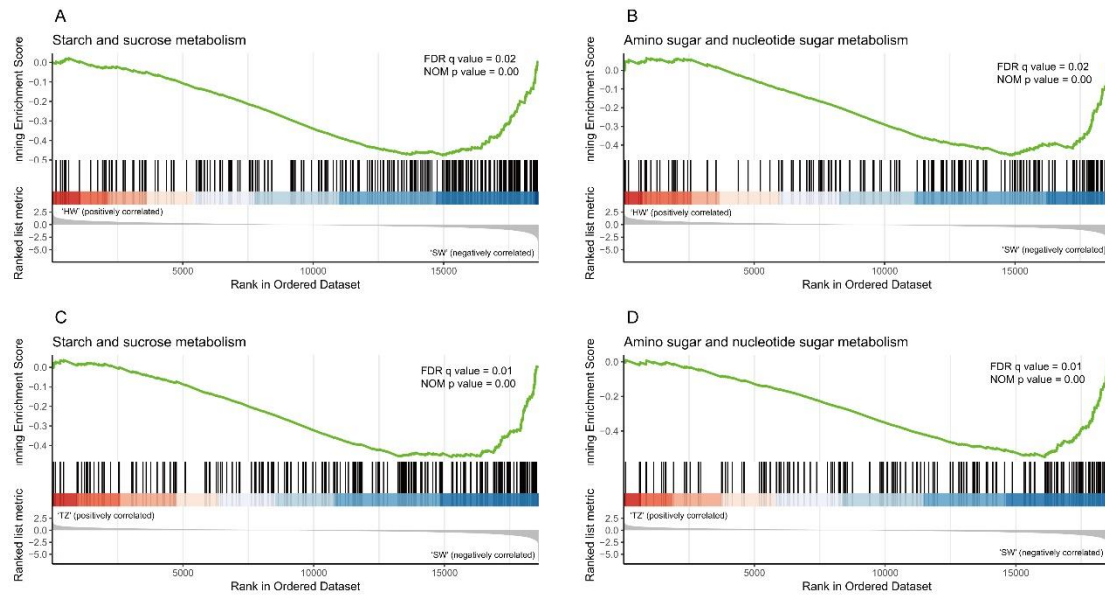 A
Starch and sucrose metabolism
nning Enrichment Score
0.0
−0.1
−0.2
−0.3
−0.4
−0.5
FDR q value = 0.02
NOM p value = 0.00
Ranked list metric
2.5
0.0
−2.5
−5.0
'HW' (positively correlated)
'SW' (negatively correlated)
5000
10000
15000
Rank in Ordered Dataset
B
Amino sugar and nucleotide sugar metabolism
nning Enrichment Score
0.0
−0.1
−0.2
−0.3
−0.4
FDR q value = 0.02
NOM p value = 0.00
Ranked list metric
2.5
0.0
−2.5
−5.0
'HW' (positively correlated)
'SW' (negatively correlated)
5000
10000
15000
Rank in Ordered Dataset
C
Starch and sucrose metabolism
nning Enrichment Score
0.0
−0.1
−0.2
−0.3
−0.4
FDR q value = 0.01
NOM p value = 0.00
Ranked list metric
2.5
0.0
−2.5
−5.0
'TZ' (positively correlated)
'SW' (negatively correlated)
5000
10000
15000
Rank in Ordered Dataset
D
Amino sugar and nucleotide sugar metabolism
nning Enrichment Score
0.0
−0.2
−0.4
FDR q value = 0.01
NOM p value = 0.00
Ranked list metric
2.5
0.0
−2.5
−5.0
'TZ' (positively correlated)
'SW' (negatively correlated)
5000
10000
15000
Rank in Ordered Dataset